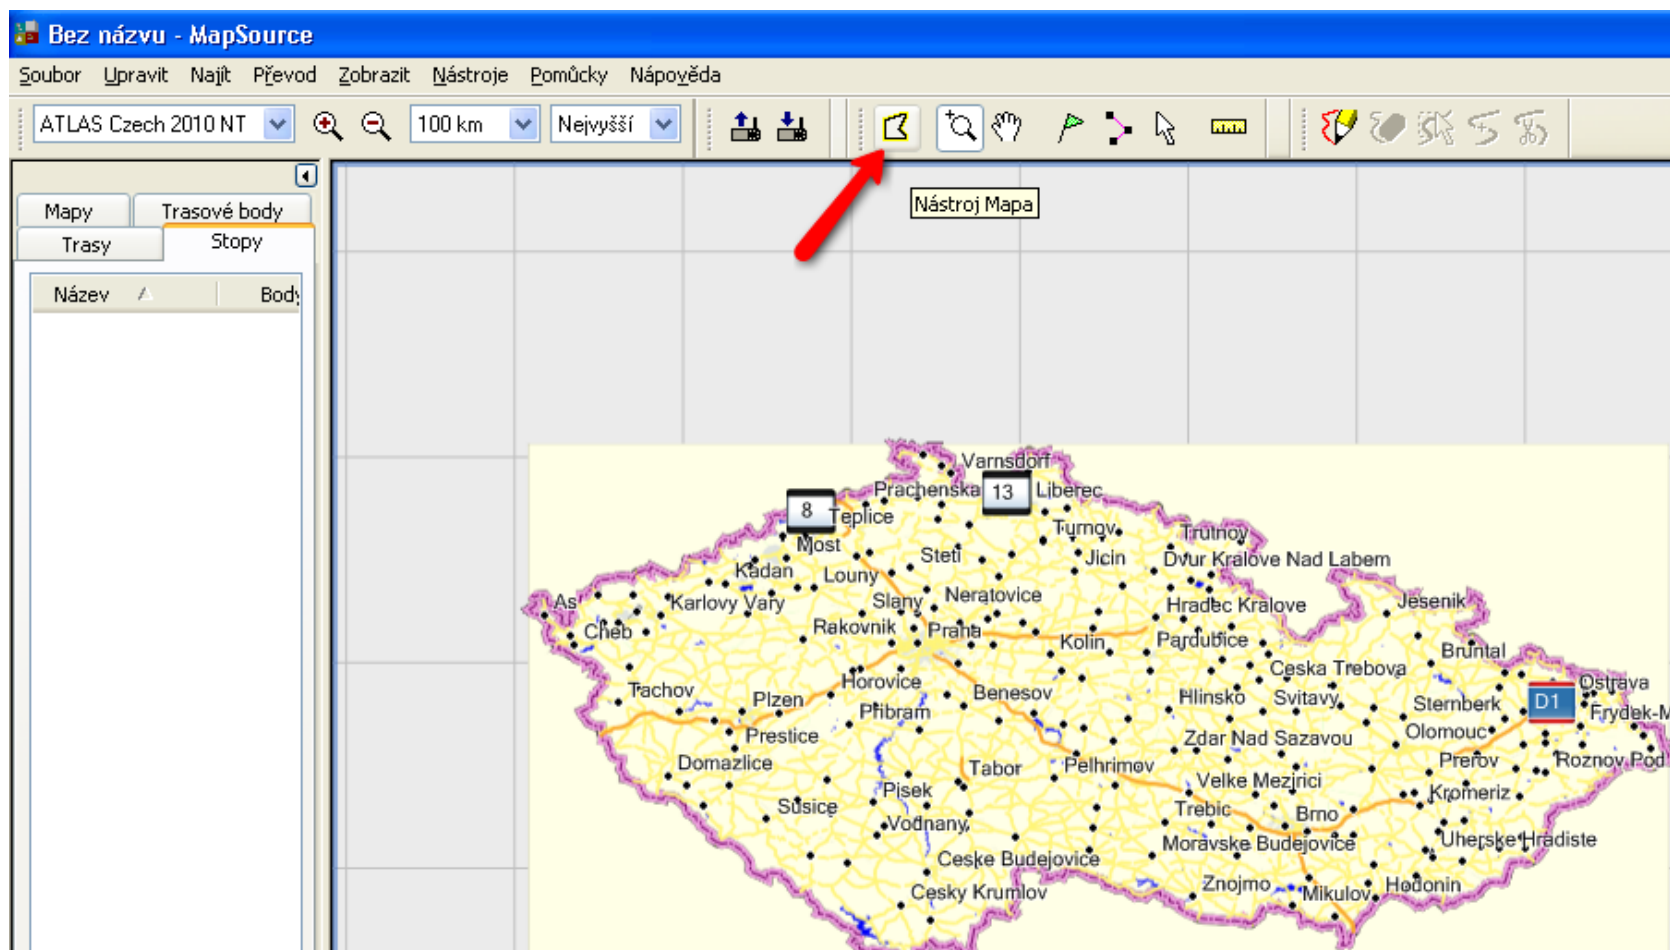 Bez názvu - MapSource
Soubor Upravit Najít Převod Zobrazit Nástroje Pomůcky Nápověda
ATLAS Czech 2010 NT 100 km Nejvyšší
Nástroj Mapa
Mapy Trasové body
Trasy Stopy
Název Body
Varnsdorf
Prachenska 13 Liberec
8 Teplice
Turnov Trutnov
Most Steti Jicin Dvur Kralove Nad Labem
Kadan Louny
As Karlovy Vary Slany Neratovice Hradec Kralove Jesenik
Cheb Rakovnik Praha Kolin Pardubice
Bruntal
Ceska Trebova
Tachov Plzen Horovice Benesov Hlinsko Svitavy Sternberk D1 Ostrava
Pribram Frydek-M
Prestice Zdar Nad Sazavou Olomouc
Domazlice Tabor Pelhrimov Prerov Roznov Pod
Susice Pisek Velke Mezirici Kromeriz
Vodnany Trebic Brno
Moravske Budejovice Uherske Hradiste
Ceske Budejovice
Cesky Krumlov Znojmo Mikulov Hodonin